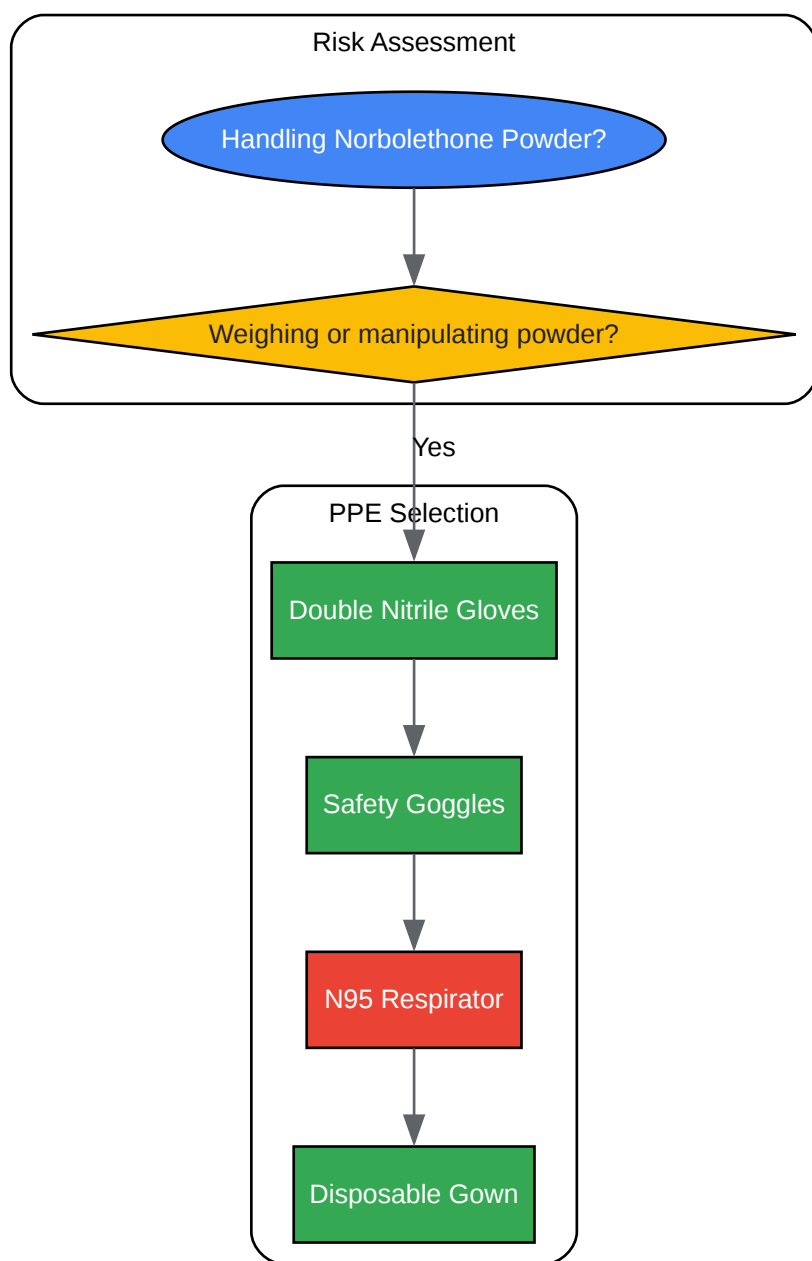 Risk Assessment
Handling Norbolethone Powder?
Weighing or manipulating powder?
Yes
PPE Selection
Double Nitrile Gloves
Safety Goggles
N95 Respirator
Disposable Gown